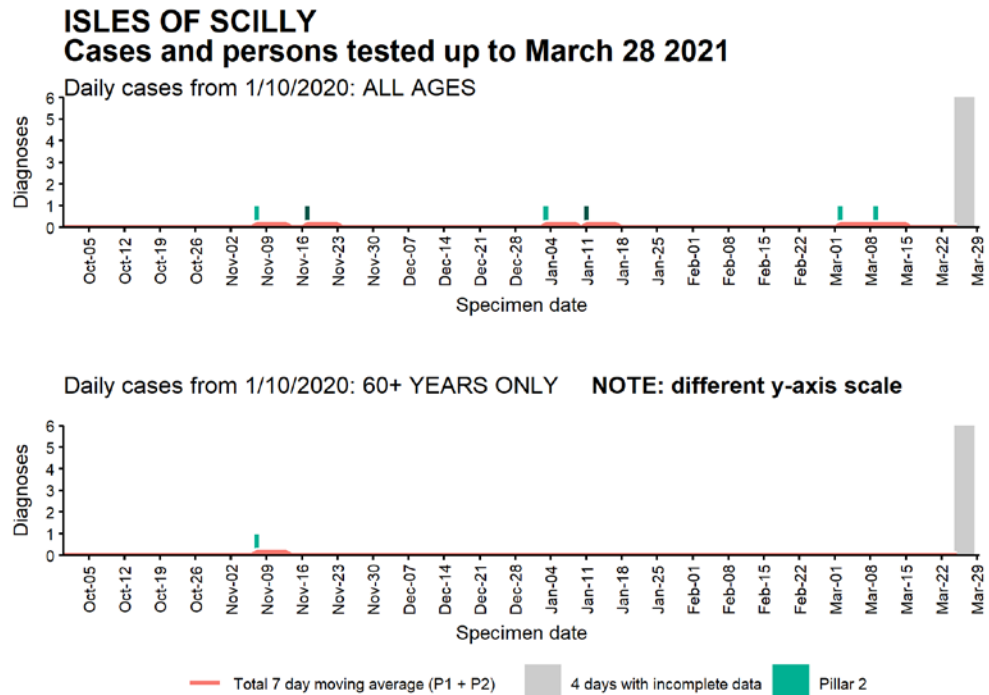 ISLES OF SCILLY
Cases and persons tested up to March 28 2021
Daily cases from 1/10/2020: ALL AGES
Diagnoses
6
5
4
3
2
1
0
Oct-05 Oct-12 Oct-19 Oct-26 Nov-02 Nov-09 Nov-16 Nov-23 Nov-30 Dec-07 Dec-14 Dec-21 Dec-28 Jan-04 Jan-11 Jan-18 Jan-25 Feb-01 Feb-08 Feb-15 Feb-22 Mar-01 Mar-08 Mar-15 Mar-22 Mar-29
Specimen date
Daily cases from 1/10/2020: 60+ YEARS ONLY NOTE: different y-axis scale
Diagnoses
6
5
4
3
2
1
0
Oct-05 Oct-12 Oct-19 Oct-26 Nov-02 Nov-09 Nov-16 Nov-23 Nov-30 Dec-07 Dec-14 Dec-21 Dec-28 Jan-04 Jan-11 Jan-18 Jan-25 Feb-01 Feb-08 Feb-15 Feb-22 Mar-01 Mar-08 Mar-15 Mar-22 Mar-29
Specimen date
Total 7 day moving average (P1 + P2) 4 days with incomplete data Pillar 2